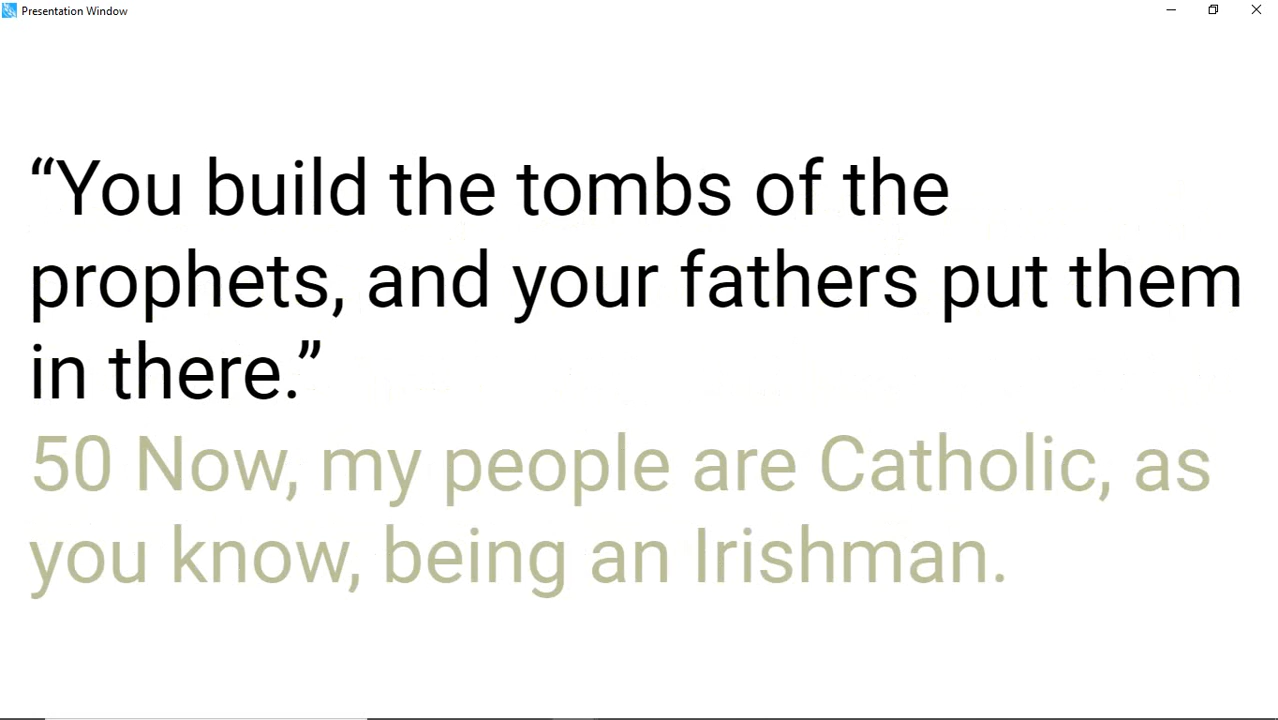 Presentation Window
“You build the tombs of the
prophets, and your fathers put them
in there.”
50 Now, my people are Catholic, as
you know, being an Irishman.